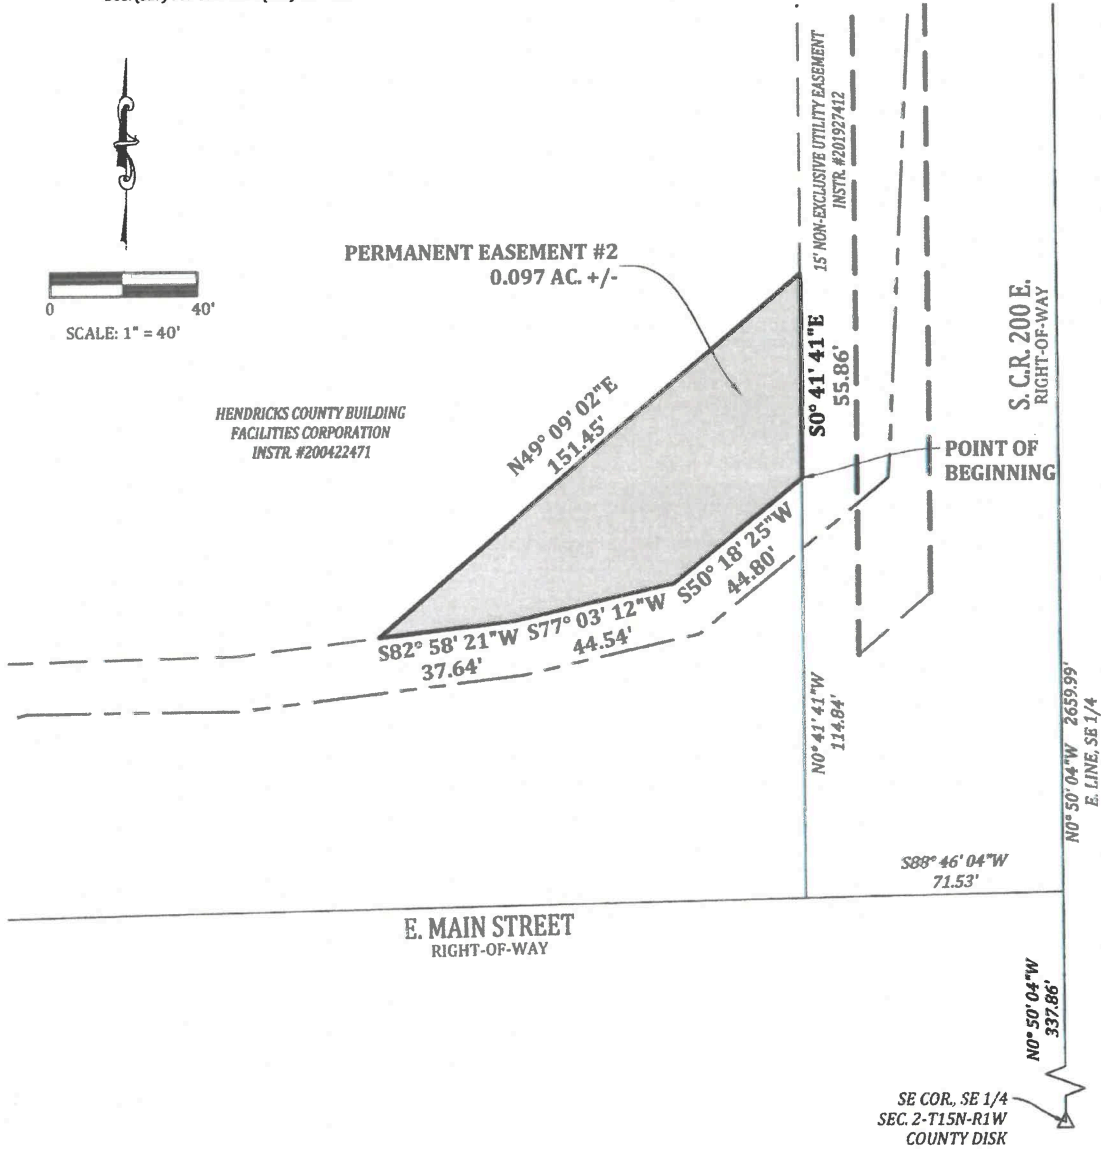 15' NON-EXCLUSIVE UTILITY EASEMENT
INSTR. #201927412
PERMANENT EASEMENT #2
0.097 AC. +/-
0 40'
SCALE: 1" = 40'
S. C.R. 200 E.
RIGHT-OF-WAY
S0° 41' 41"E
55.86'
N49° 09' 02"E
151.45'
HENDRICKS COUNTY BUILDING
FACILITIES CORPORATION
INSTR. #200422471
POINT OF
BEGINNING
S50° 18' 25"W
44.80'
S77° 03' 12"W
44.54'
S82° 58' 21"W
37.64'
N0° 41' 41"W
114.84'
N0° 50' 04"W 2659.99'
E. LINE, SE 1/4
S88° 46' 04"W
71.53'
E. MAIN STREET
RIGHT-OF-WAY
N0° 50' 04"W
337.86'
SE COR., SE 1/4
SEC. 2-T15N-R1W
COUNTY DISK